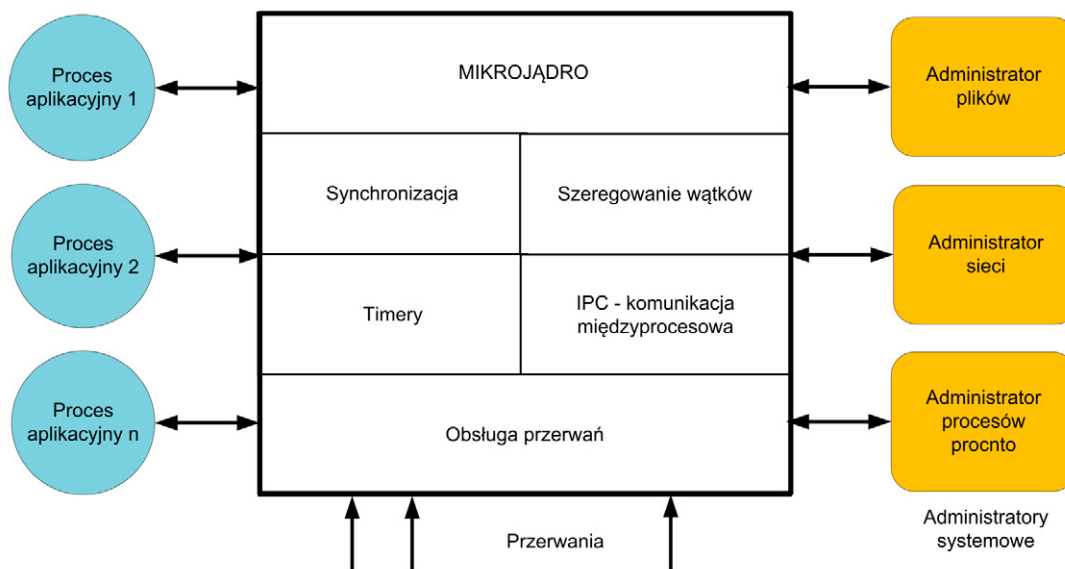 Proces
aplikacyjny 1
MIKROJĄDRO
Administrator
plików
Synchronizacja
Szeregowanie wątków
Proces
aplikacyjny 2
Administrator
sieci
Timery
IPC - komunikacja
międzyprocesowa
Proces
aplikacyjny n
Obsługa przerwań
Administrator
procesów
procnto
Przerwania
Administratory
systemowe